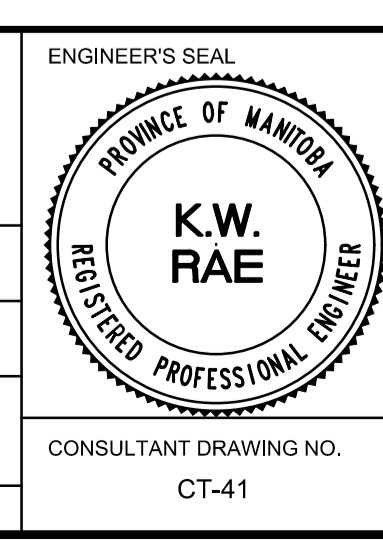 ENGINEER'S SEAL
PROVINCE OF MANITOBA
K.W.
RAE
REGISTERED PROFESSIONAL ENGINEER
CONSULTANT DRAWING NO.
CT-41